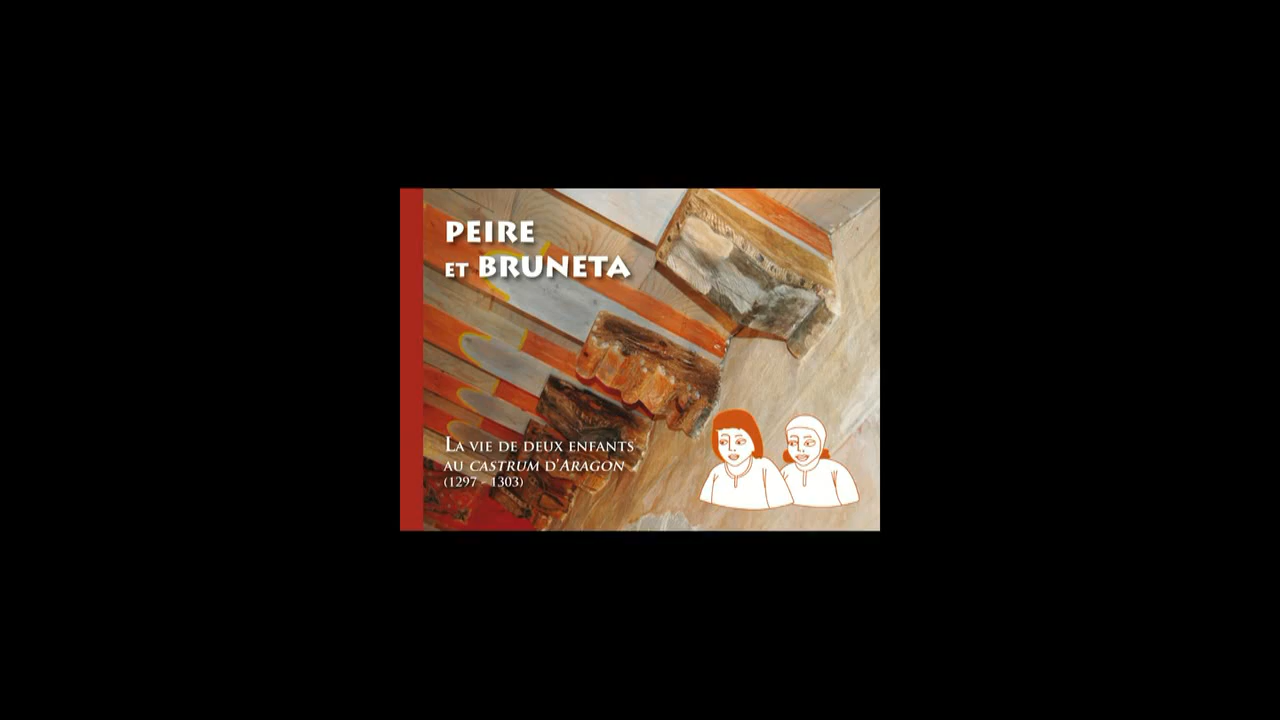 PEIRE
ET BRUNETA
LA VIE DE DEUX ENFANTS
AU CASTRUM D'ARAGON
(1297 - 1303)